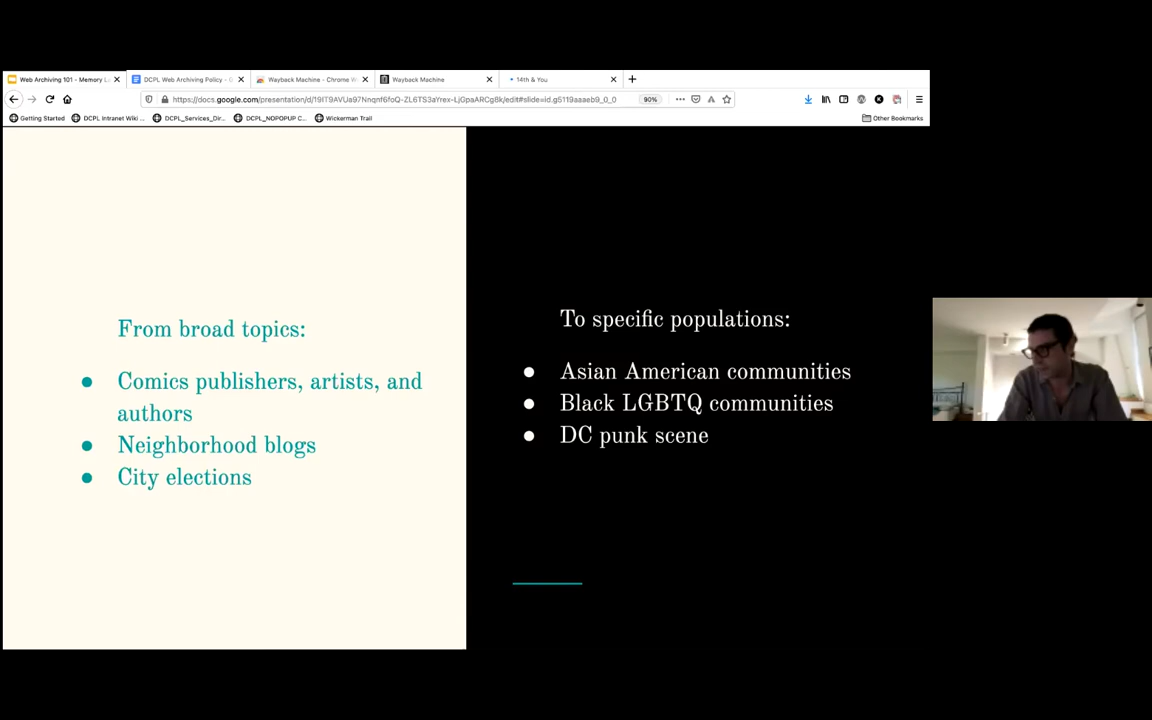 Web Archiving 101 - Memory L
DCPL Web Archiving Policy - G
Wayback Machine - Chrome W
Wayback Machine
14th & You
90%
Getting Started
DCPL Intranet Wiki ...
DCPL_Services_Dir...
DCPL_NOPOPUP C...
Wickerman Trail
Other Bookmarks
From broad topics:
● Comics publishers, artists, and
authors
● Neighborhood blogs
● City elections
To specific populations:
● Asian American communities
● Black LGBTQ communities
● DC punk scene